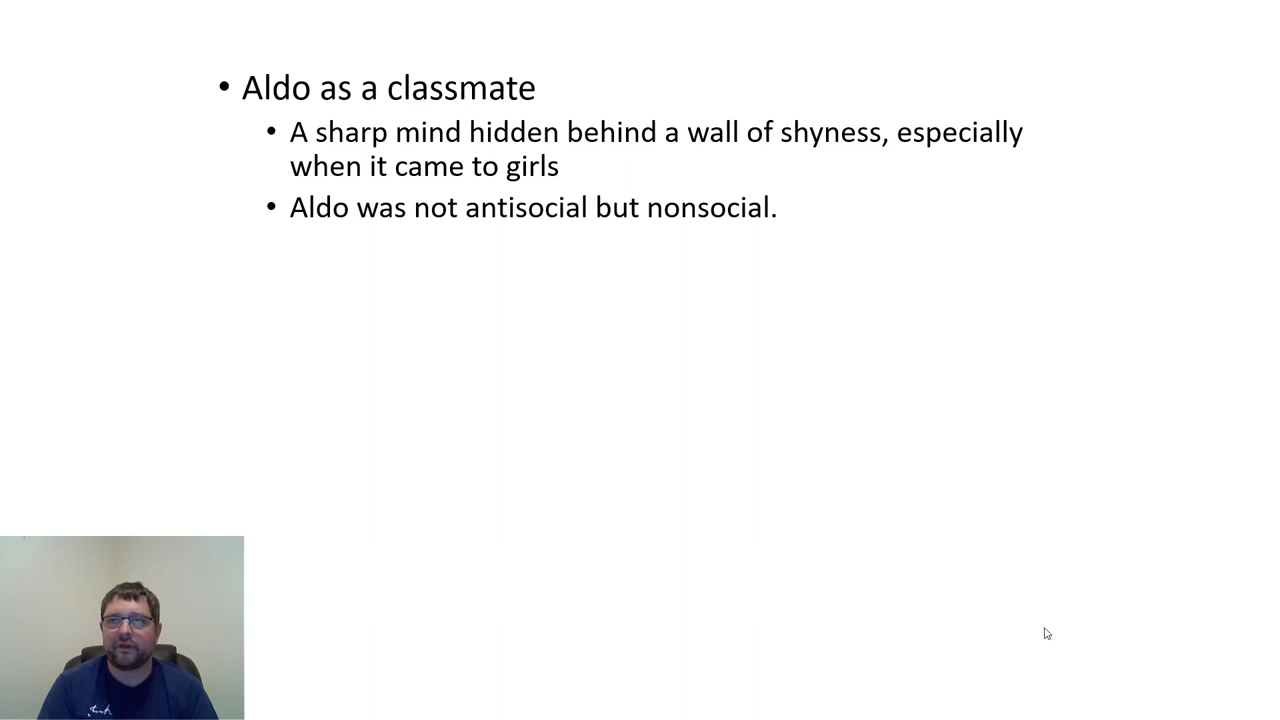 • Aldo as a classmate
• A sharp mind hidden behind a wall of shyness, especially
when it came to girls
• Aldo was not antisocial but nonsocial.